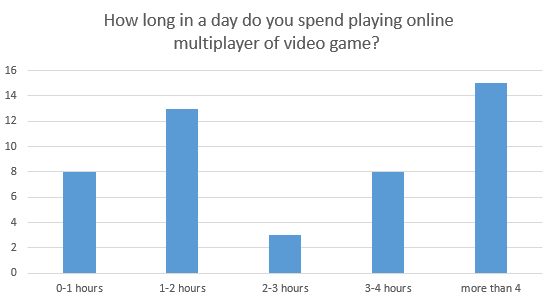 How long in a day do you spend playing online
multiplayer of video game?
16
14
12
10
8
6
4
2
0
0-1 hours
1-2 hours
2-3 hours
3-4 hours
more than 4